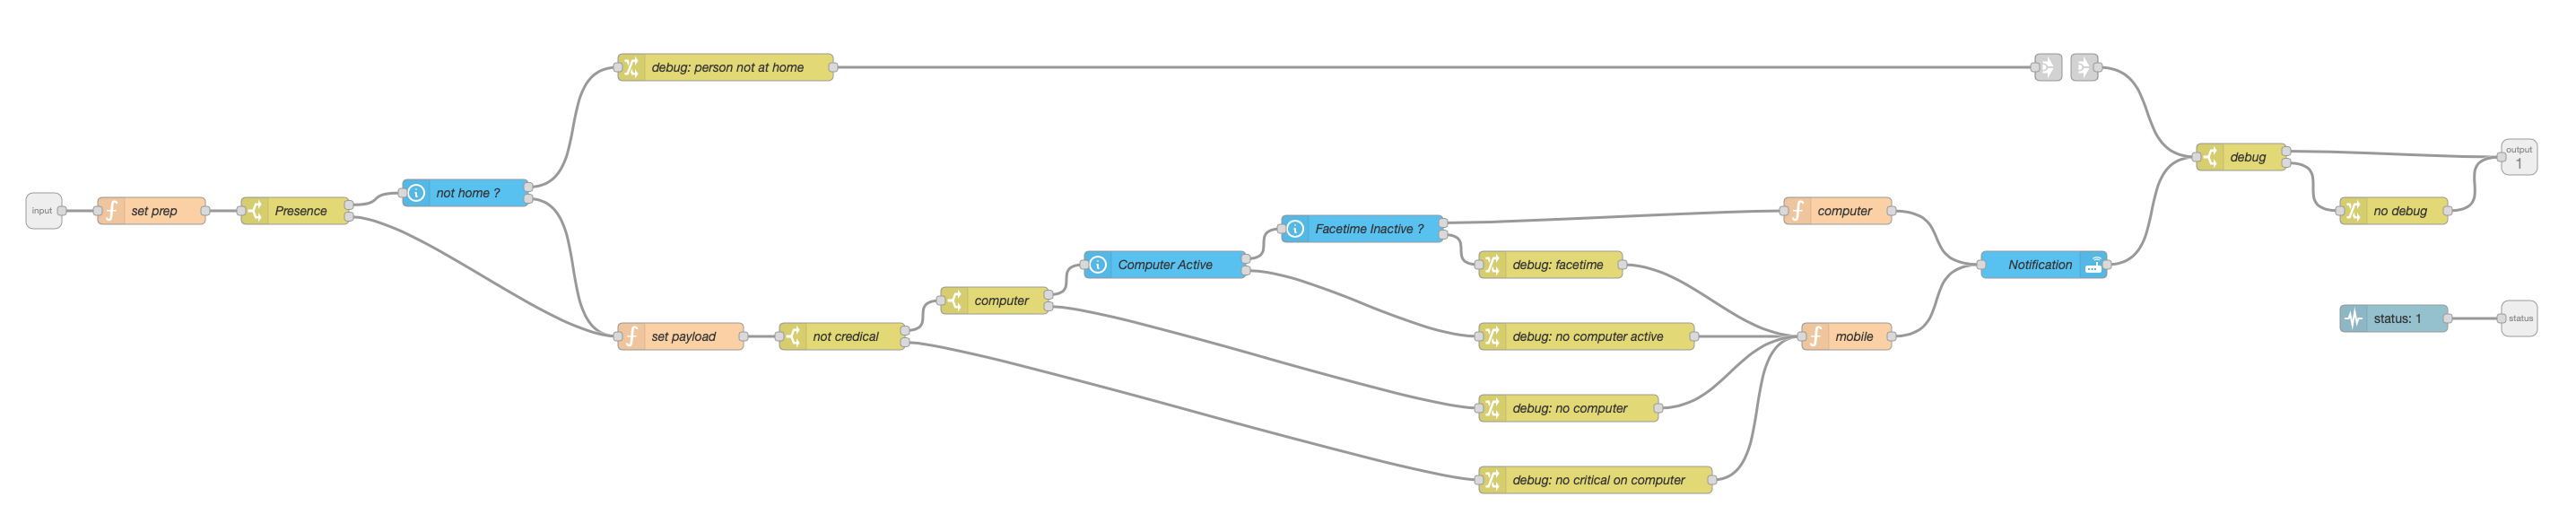 input
set prep
Presence
not home ?
debug: person not at home
set payload
not credical
computer
Computer Active
Facetime Inactive ?
debug: facetime
debug: no computer active
debug: no computer
debug: no critical on computer
computer
mobile
Notification
debug
no debug
output
1
status: 1
status